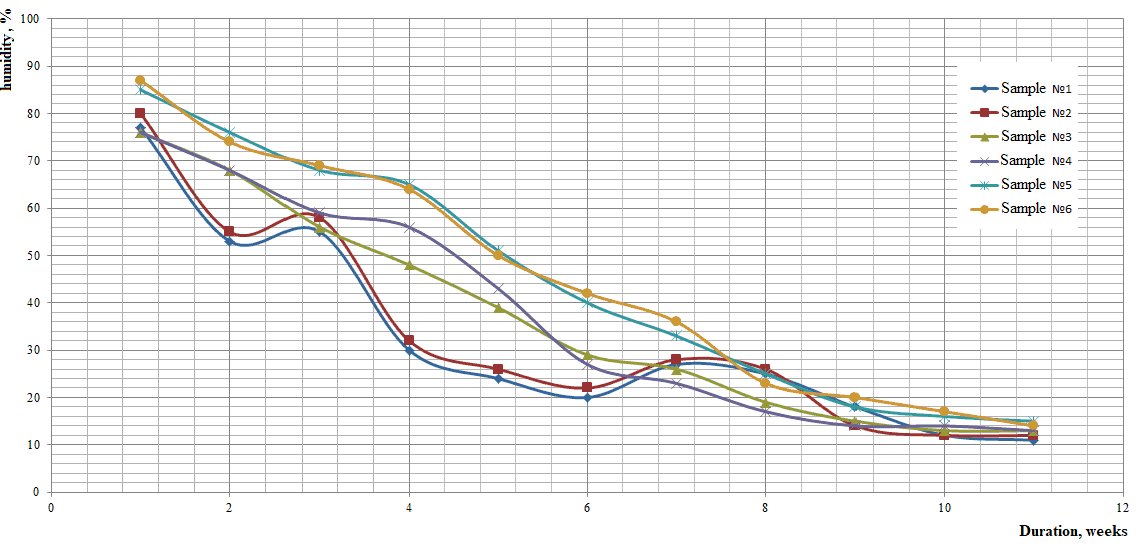 humidity, %
100
90
80
70
60
50
40
30
20
10
0
0 2 4 6 8 10 12
Duration, weeks
Sample №1
Sample №2
Sample №3
Sample №4
Sample №5
Sample №6